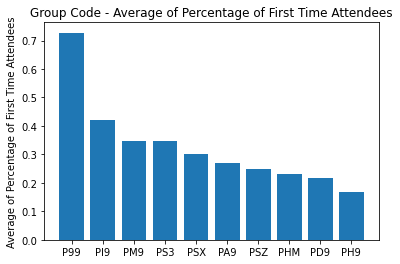 Group Code - Average of Percentage of First Time Attendees
Average of Percentage of First Time Attendees
0.7
0.6
0.5
0.4
0.3
0.2
0.1
0.0
P99 PI9 PM9 PS3 PSX PA9 PSZ PHM PD9 PH9